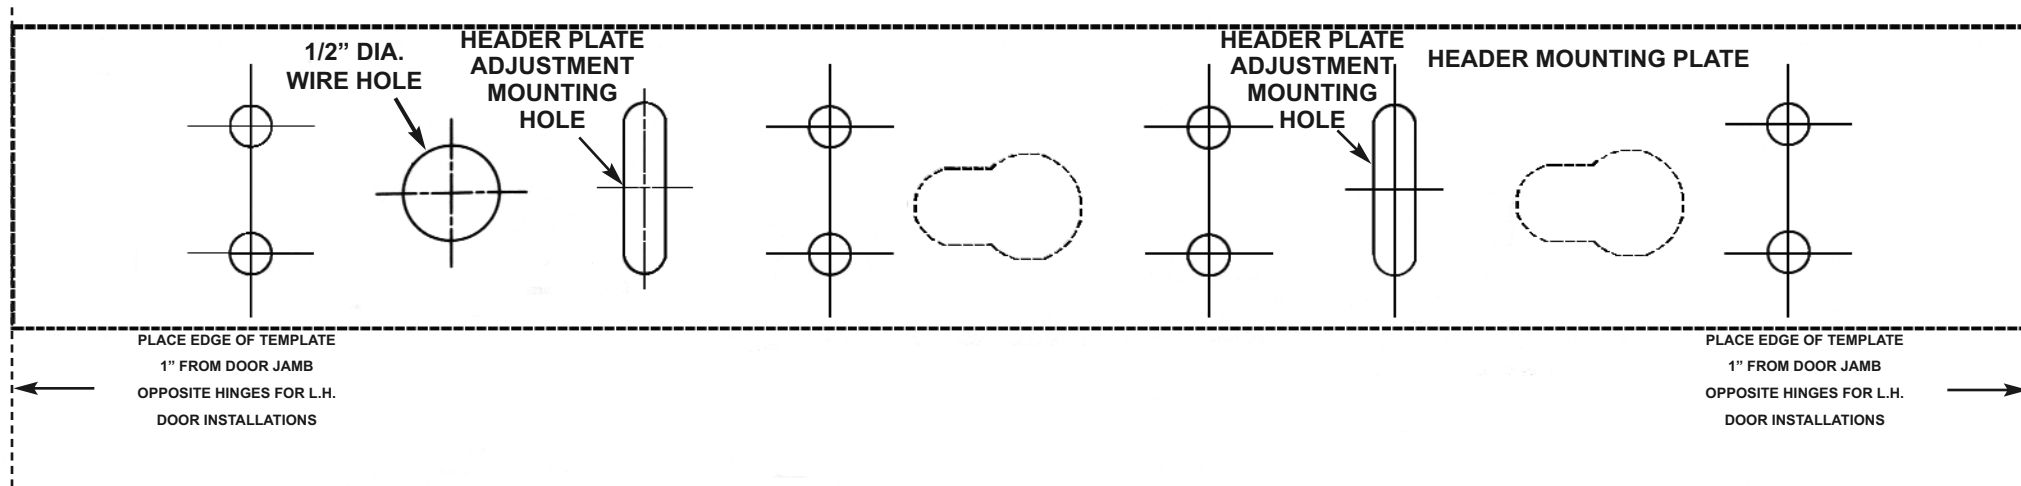 1/2” DIA.
WIRE HOLE
HEADER PLATE
ADJUSTMENT
MOUNTING
HOLE
HEADER PLATE
ADJUSTMENT
MOUNTING
HOLE
HEADER MOUNTING PLATE
PLACE EDGE OF TEMPLATE
1” FROM DOOR JAMB
OPPOSITE HINGES FOR L.H.
DOOR INSTALLATIONS
PLACE EDGE OF TEMPLATE
1” FROM DOOR JAMB
OPPOSITE HINGES FOR L.H.
DOOR INSTALLATIONS